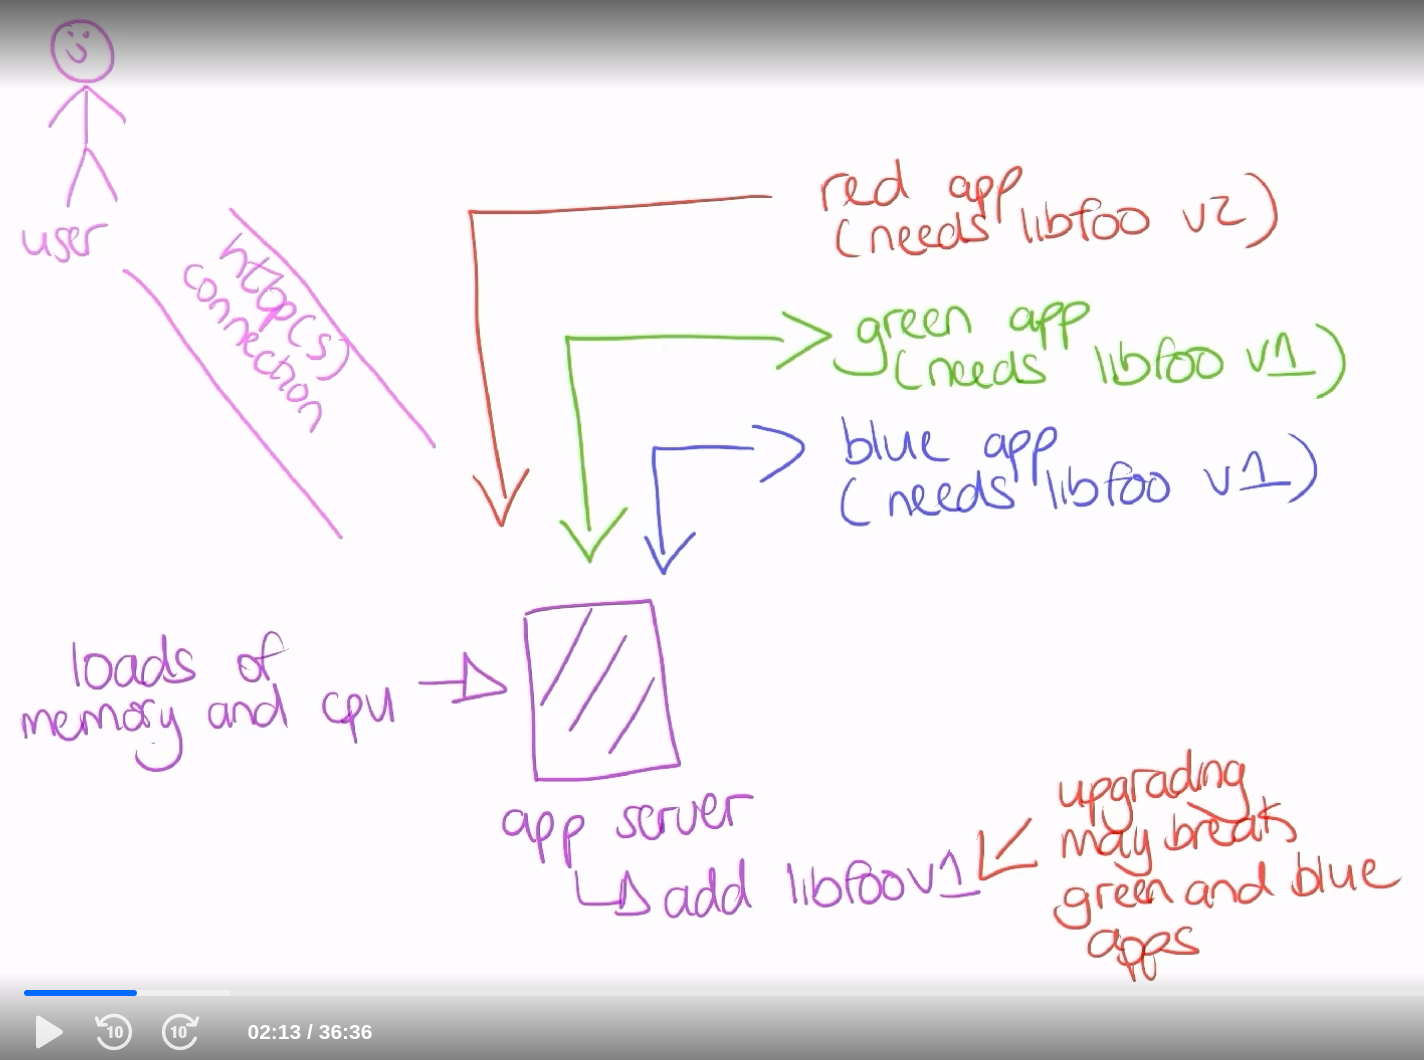 user
http(s)
connection
red app
(needs libfoo v2)
green app
(needs libfoo v1)
blue app
(needs libfoo v1)
loads of
memory and cpu
app server
add libfoo v1
upgrading
may break
green and blue
apps
10
10
02:13 / 36:36